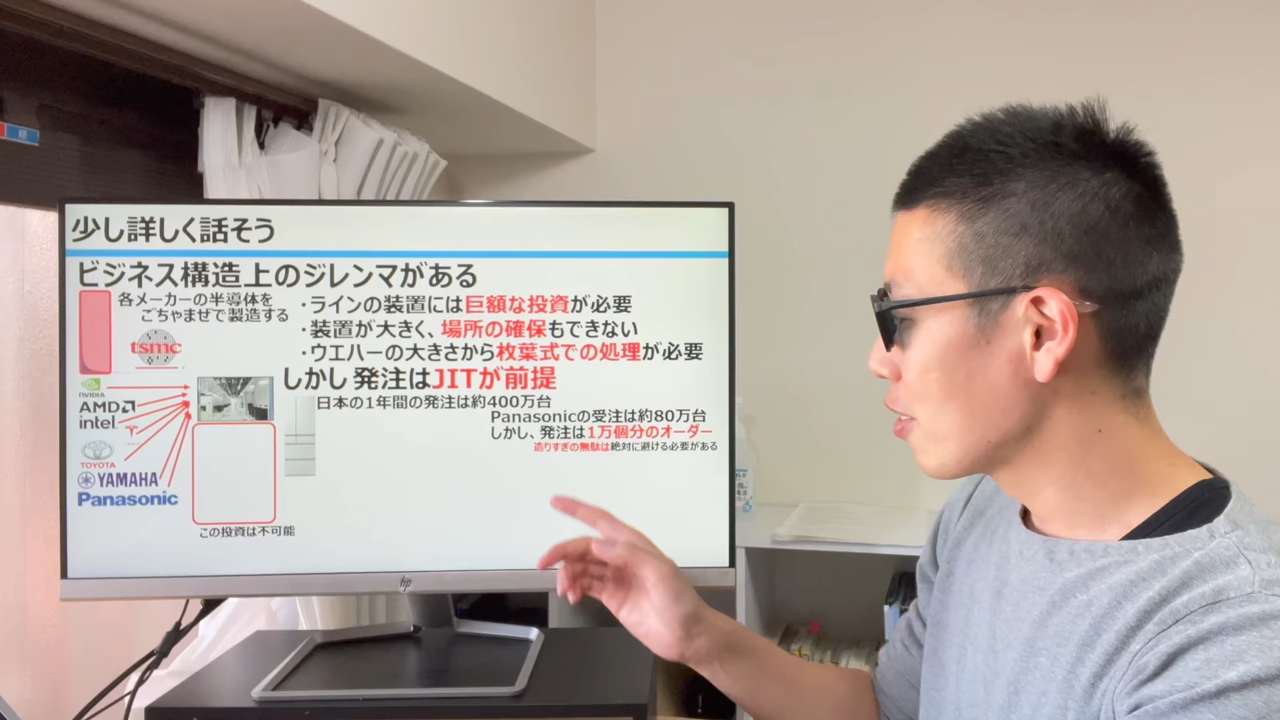 少し詳しく話そう
ビジネス構造上のジレンマがある
各メーカーの半導体を
ごちゃまぜで製造する
tsmc
・ラインの装置には巨額な投資が必要
・装置が大きく、場所の確保もできない
・ウエハーの大きさから枚葉式での処理が必要
しかし 発注はJITが前提
日本の1年間の発注は約400万台
Panasonicの受注は約80万台
しかし、発注は1万個分のオーダー
造りすぎの無駄は絶対に避ける必要がある
NVIDIA
AMD
intel
TOYOTA
YAMAHA
Panasonic
この投資は不可能
hp